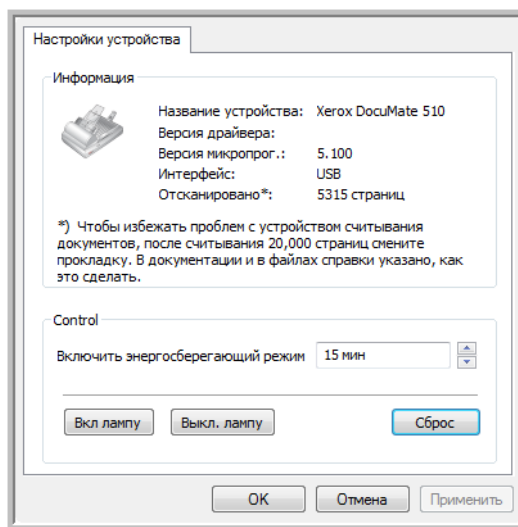 Настройки устройства
Информация
Название устройства: Xerox DocuMate 510
Версия драйвера:
Версия микропрог.: 5.100
Интерфейс: USB
Отсканировано*: 5315 страниц
*) Чтобы избежать проблем с устройством считывания
документов, после считывания 20,000 страниц смените
прокладку. В документации и в файлах справки указано, как
это сделать.
Control
Включить энергосберегающий режим 15 мин
Вкл лампу Выкл. лампу Сброс
OK Отмена Применить